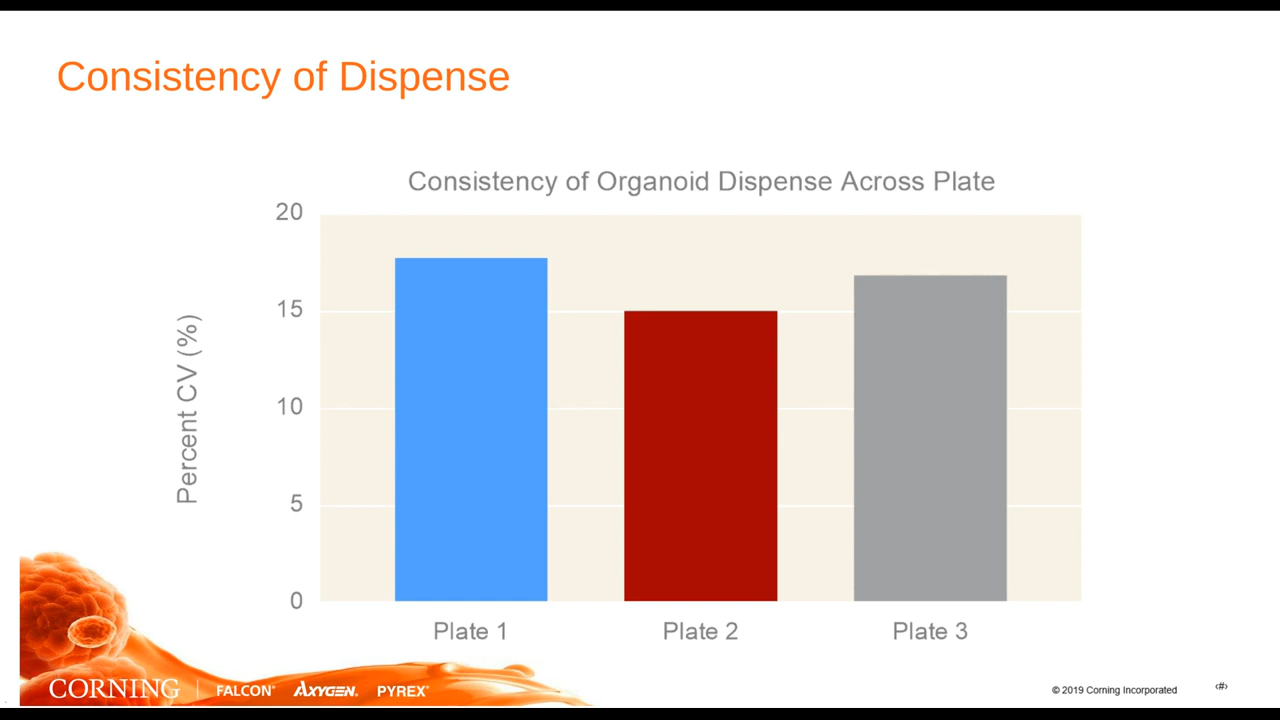 Consistency of Dispense
Consistency of Organoid Dispense Across Plate
Percent CV (%)
20
15
10
5
0
Plate 1 Plate 2 Plate 3
CORNING FALCON® AXYGEN® PYREX® © 2019 Corning Incorporated ‹#›